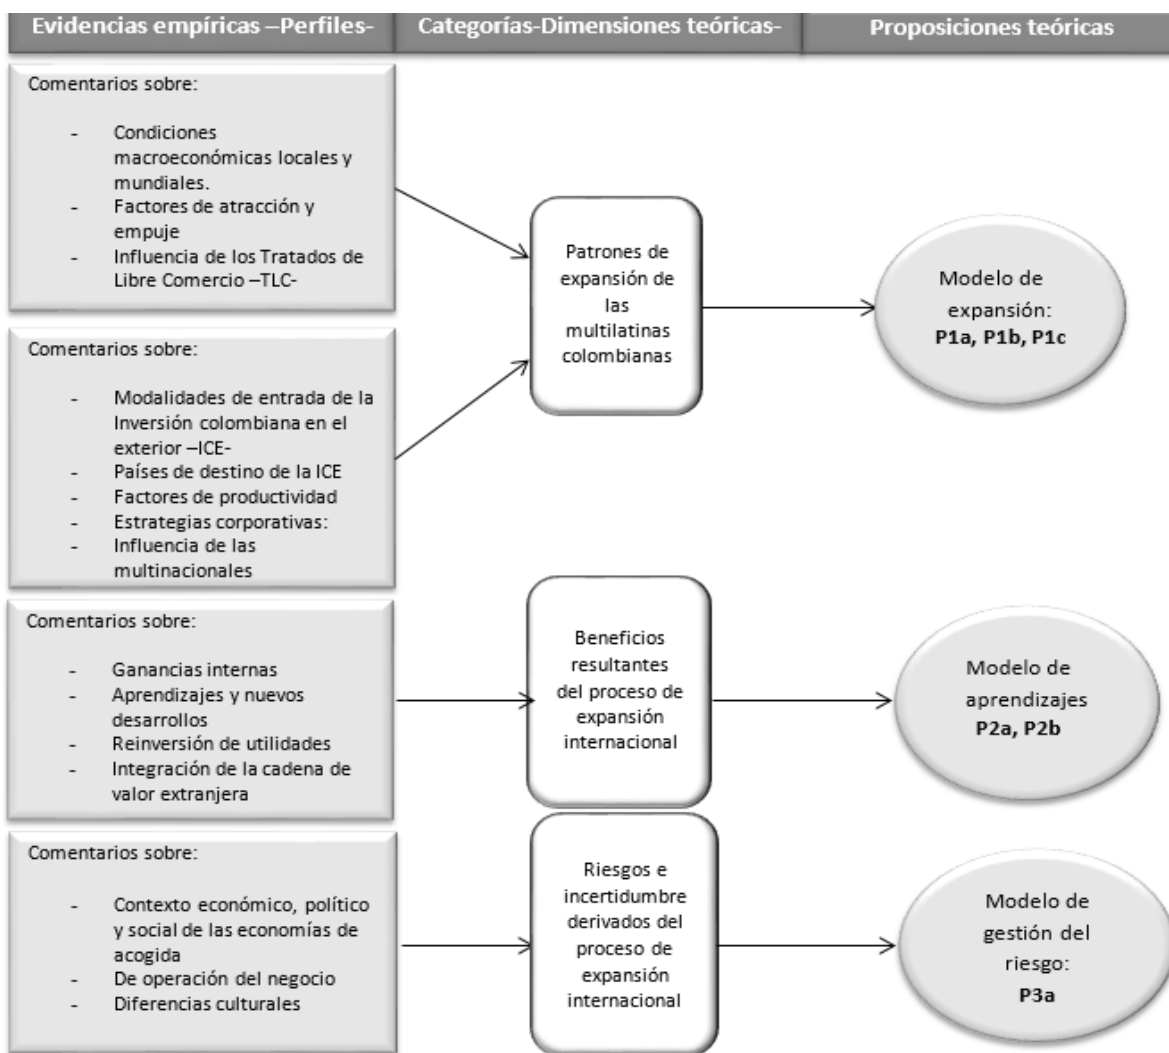 Evidencias empíricas –Perfiles-
Categorías-Dimensiones teóricas-
Proposiciones teóricas
Comentarios sobre:
- Condiciones
macroeconómicas locales y
mundiales.
- Factores de atracción y
empuje
- Influencia de los Tratados de
Libre Comercio –TLC-
Comentarios sobre:
- Modalidades de entrada de la
Inversión colombiana en el
exterior –ICE-
- Países de destino de la ICE
- Factores de productividad
- Estrategias corporativas:
- Influencia de las
multinacionales
Patrones de
expansión de
las
multilatinas
colombianas
Modelo de
expansión:
P1a, P1b, P1c
Comentarios sobre:
- Ganancias internas
- Aprendizajes y nuevos
desarrollos
- Reinversión de utilidades
- Integración de la cadena de
valor extranjera
Beneficios
resultantes
del proceso de
expansión
internacional
Modelo de
aprendizajes
P2a, P2b
Comentarios sobre:
- Contexto económico, político
y social de las economías de
acogida
- De operación del negocio
- Diferencias culturales
Riesgos e
incertidumbre
derivados del
proceso de
expansión
internacional
Modelo de
gestión del
riesgo:
P3a